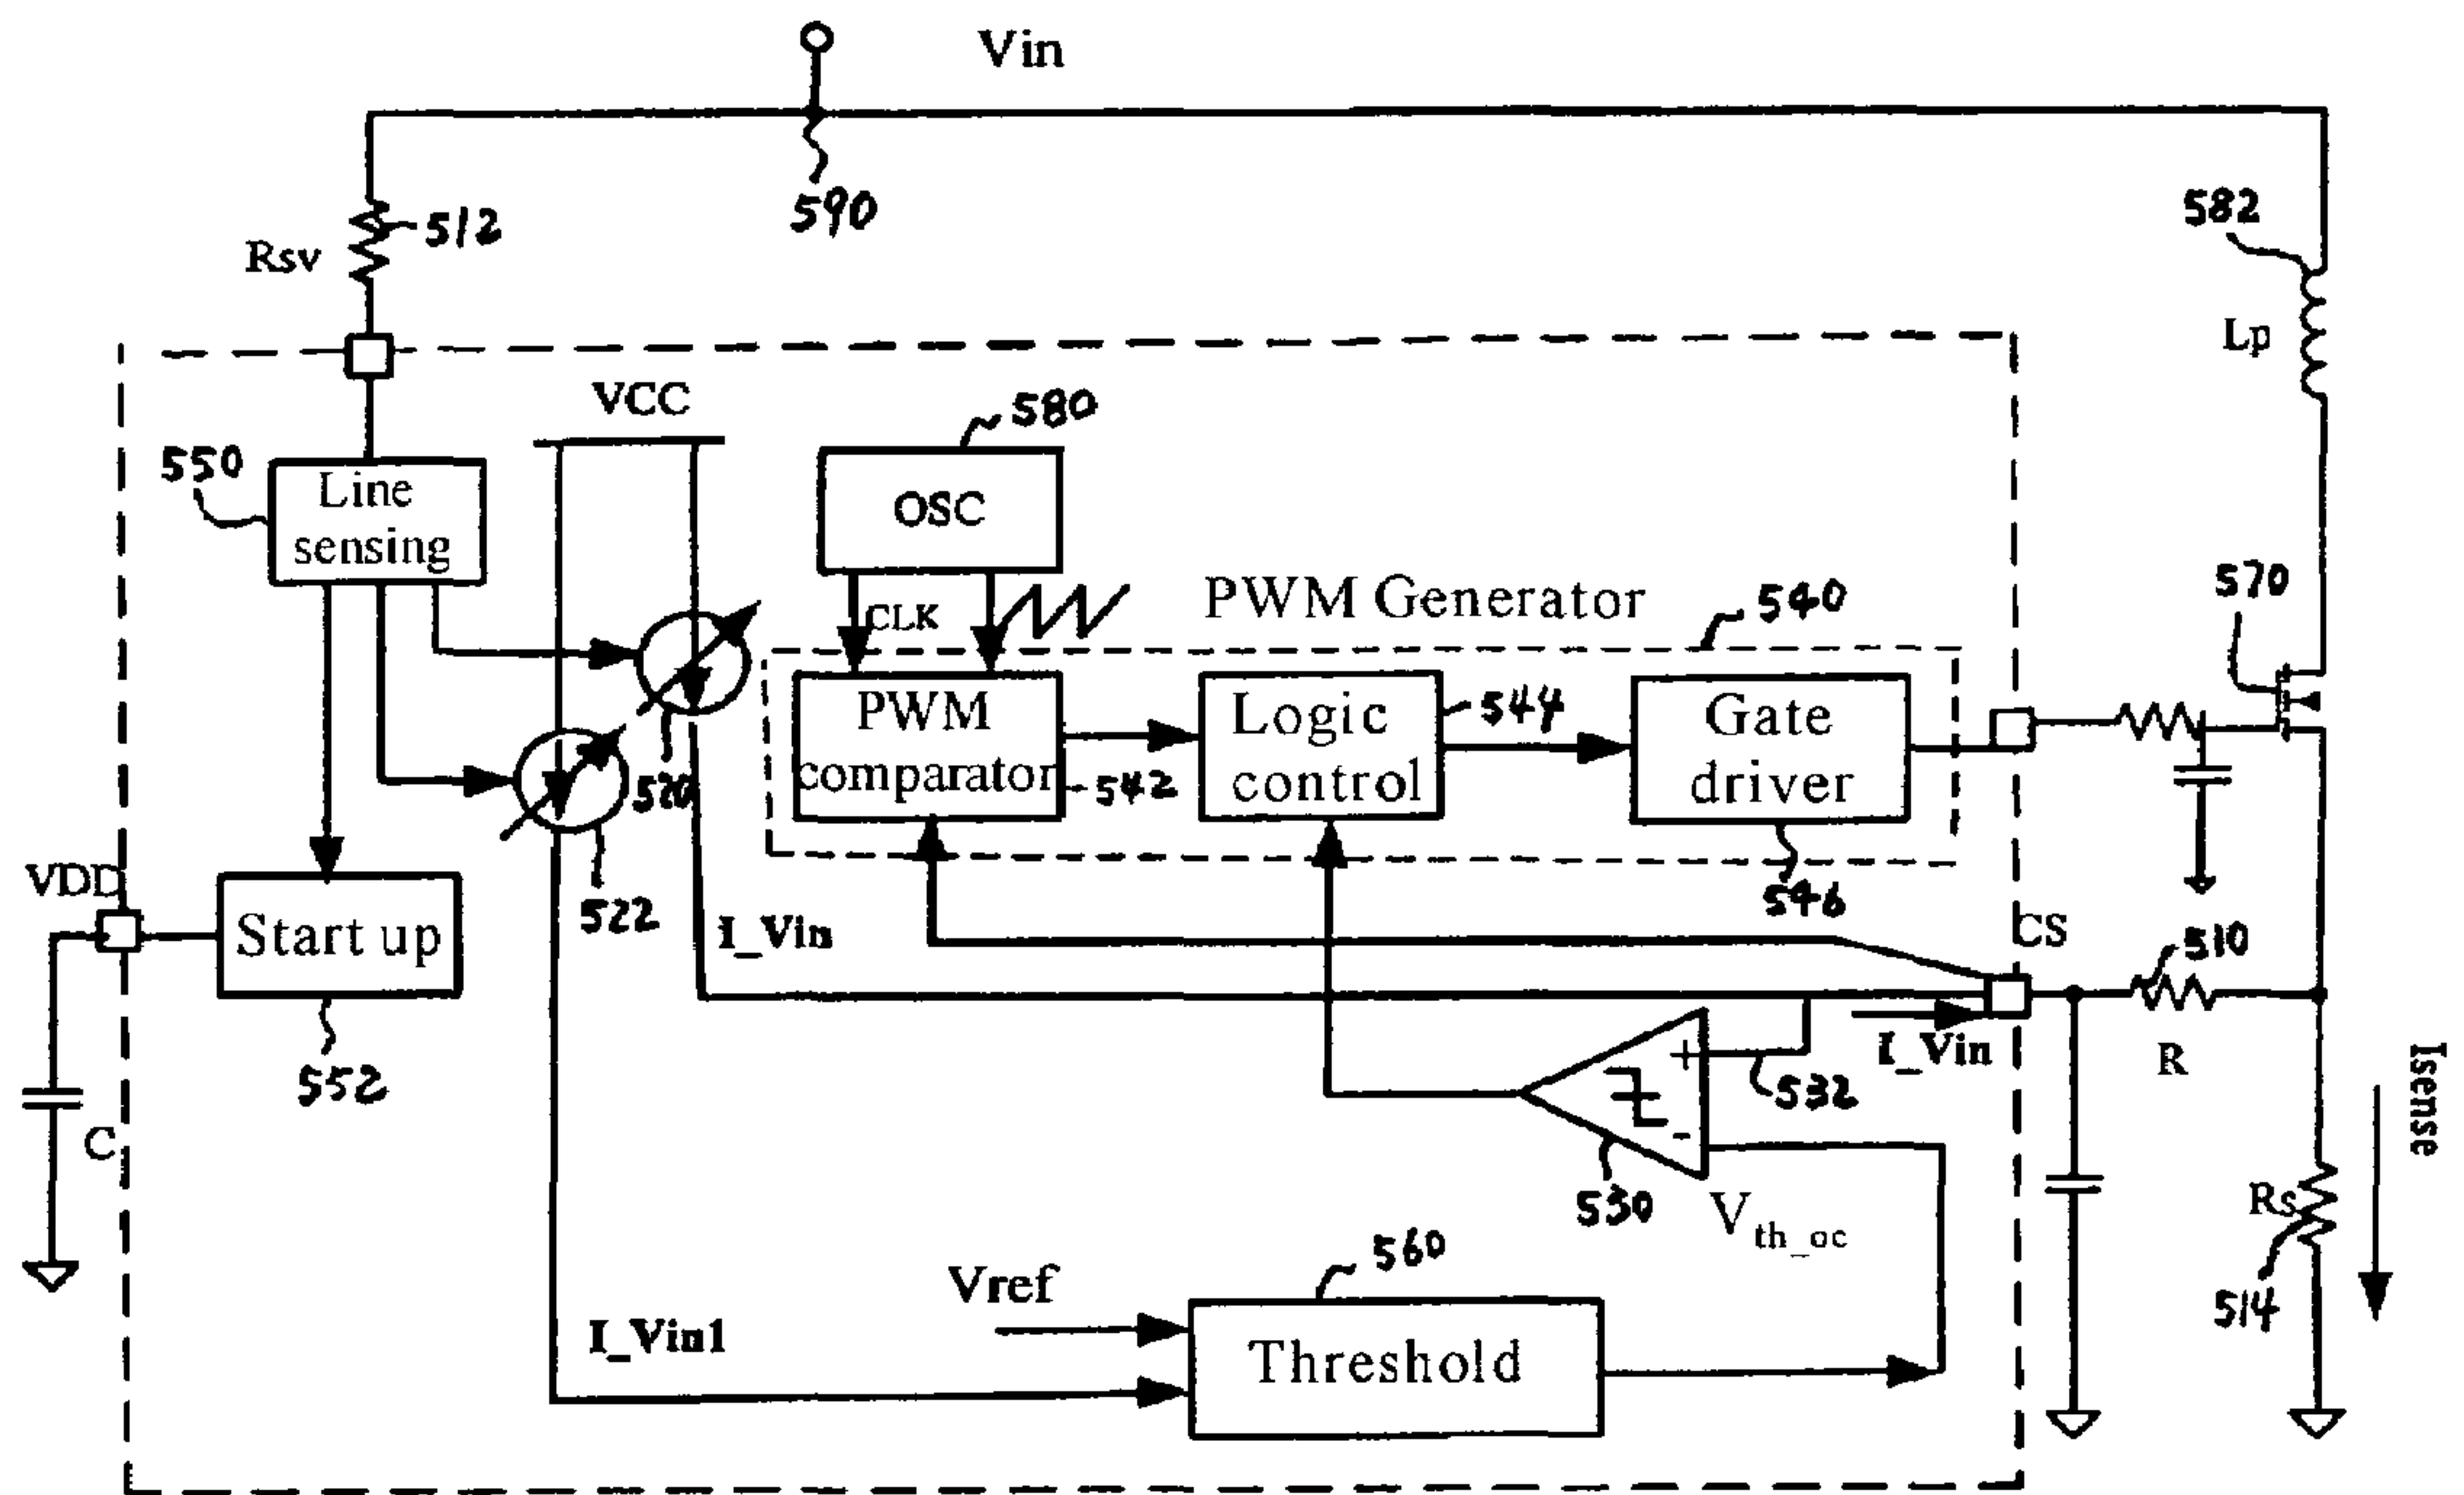 Vin
590
582
512
Rsv
Lp
VCC
580
550
Line
sensing
OSC
CLK
PWM Generator
540
570
PWM
comparator
542
Logic
control
544
Gate
driver
520
522
546
VDD
Start up
552
I_Vin
CS
510
R
I_Vin
+
532
-
530
V th_oc
Isense
Rs
514
C
Vref
560
I_Vin1
Threshold